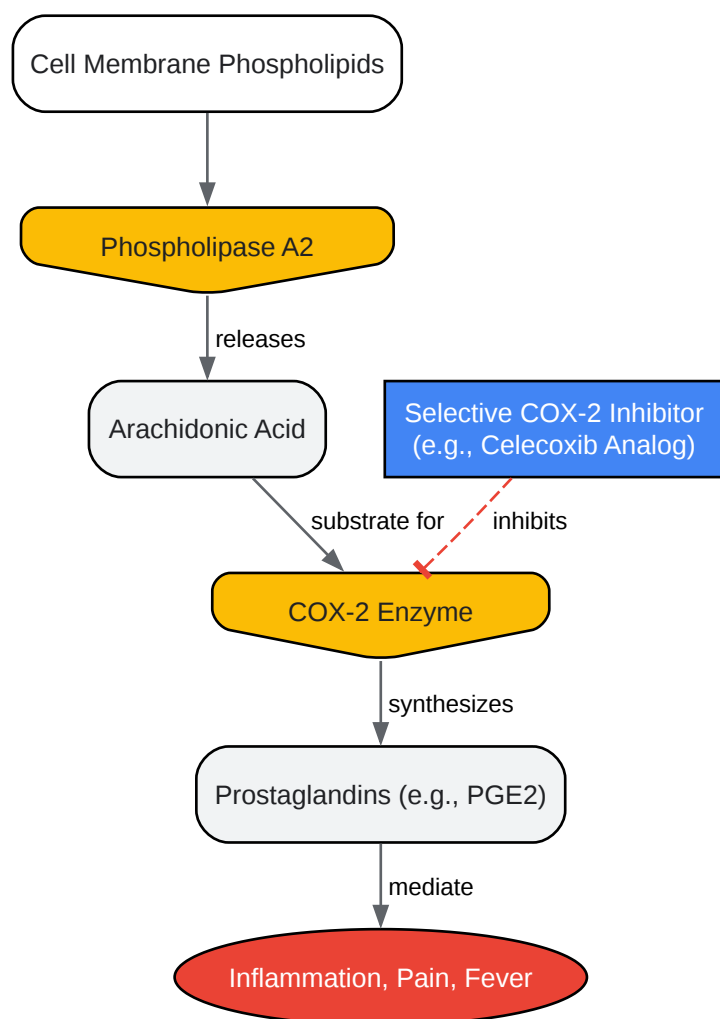 Cell Membrane Phospholipids
Phospholipase A2
releases
Arachidonic Acid
Selective COX-2 Inhibitor
(e.g., Celecoxib Analog)
substrate for
inhibits
COX-2 Enzyme
synthesizes
Prostaglandins (e.g., PGE2)
mediate
Inflammation, Pain, Fever